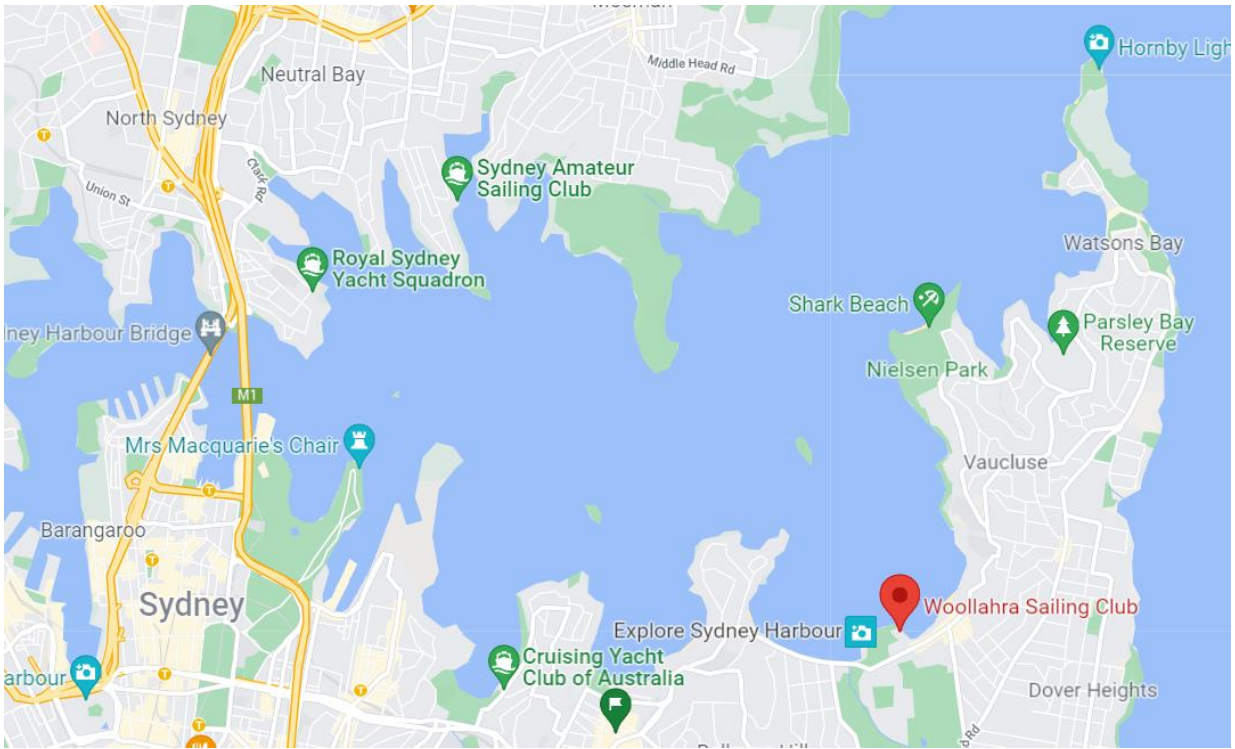 Mosman
Hornby Ligh
Middle Head Rd
Neutral Bay
North Sydney
T
T
Clark Rd
Union St
Sydney Amateur
Sailing Club
Royal Sydney
Yacht Squadron
Watsons Bay
Shark Beach
Parsley Bay
Reserve
ney Harbour Bridge
Nielsen Park
M1
Mrs Macquarie's Chair
Vaucluse
T
Barangaroo
T
Sydney
Woollahra Sailing Club
Explore Sydney Harbour
Cruising Yacht
Club of Australia
arbour
T
Dover Heights
T
Rd